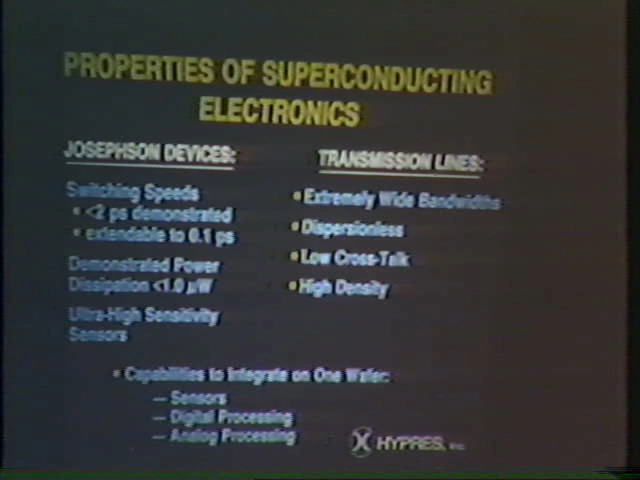 PROPERTIES OF SUPERCONDUCTING
ELECTRONICS
JOSEPHSON DEVICES:
Switching Speeds
• <2 ps demonstrated
• extendable to 0.1 ps
Demonstrated Power
Dissipation <1.0 μW
Ultra-High Sensitivity
Sensors
TRANSMISSION LINES:
• Extremely Wide Bandwidths
• Dispersionless
• Low Cross-Talk
• High Density
• Capabilities to Integrate on One Wafer:
— Sensors
— Digital Processing
— Analog Processing
HYPRES, INC.